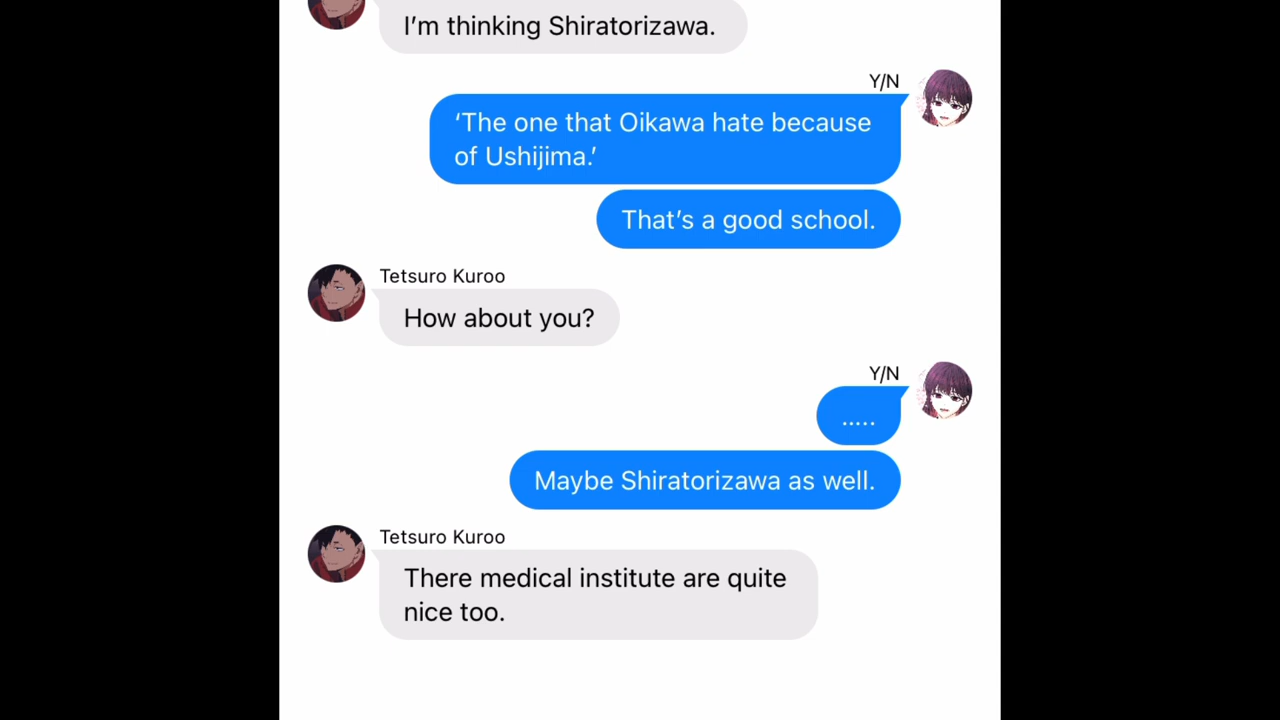 I'm thinking Shiratorizawa.
Y/N
‘The one that Oikawa hate because
of Ushijima.’
That’s a good school.
Tetsuro Kuroo
How about you?
Y/N
.....
Maybe Shiratorizawa as well.
Tetsuro Kuroo
There medical institute are quite
nice too.